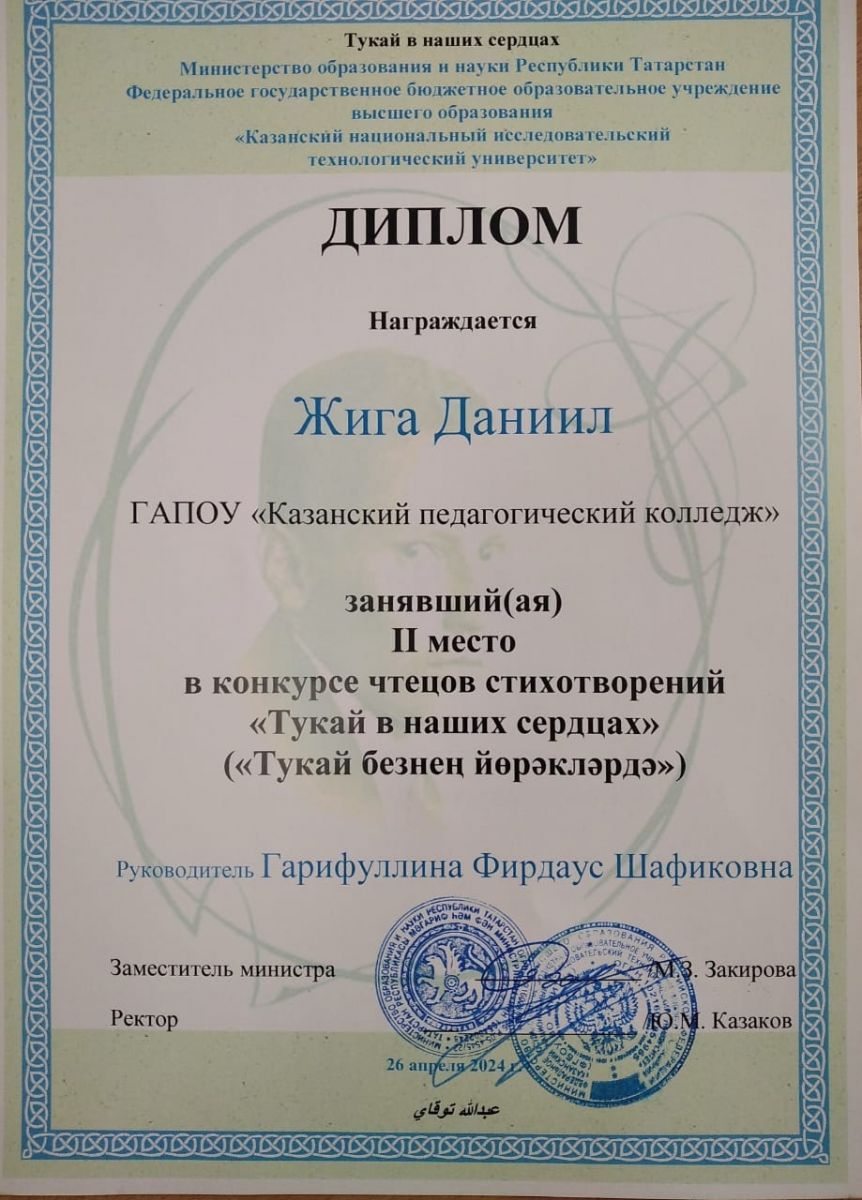 Тукай в наших сердцах
Министерство образования и науки Республики Татарстан
Федеральное государственное бюджетное образовательное учреждение
высшего образования
«Казанский национальный исследовательский
технологический университет»
ДИПЛОМ
Награждается
Жига Даниил
ГАПОУ «Казанский педагогический колледж»
занявший(ая)
II место
в конкурсе чтецов стихотворений
«Тукай в наших сердцах»
(«Тукай безнең йөрәкләрдә»)
Руководитель Гарифуллина Фирдаус Шафиковна
Заместитель министра М.З. Закирова
Ректор Ю.М. Казаков
26 апреля 2024 г.
عبدالله توقاي